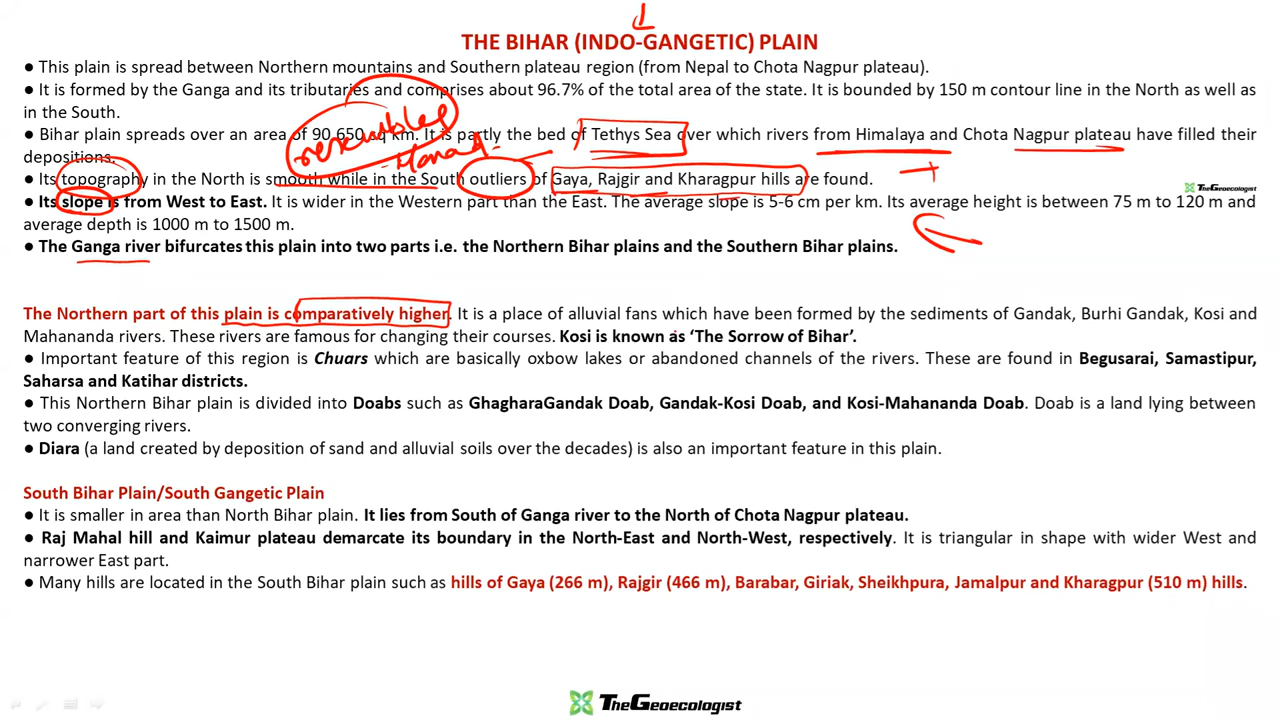 THE BIHAR (INDO-GANGETIC) PLAIN
● This plain is spread between Northern mountains and Southern plateau region (from Nepal to Chota Nagpur plateau).
● It is formed by the Ganga and its tributaries and comprises about 96.7% of the total area of the state. It is bounded by 150 m contour line in the North as well as
in the South.
resembles
● Bihar plain spreads over an area of 90,650 sq km. It is partly the bed of Tethys Sea over which rivers from Himalaya and Chota Nagpur plateau have filled their
depositions.
● Its topography in the North is smooth while in the South outliers of Gaya, Rajgir and Kharagpur hills are found.
TheGeoecologist
● Its slope is from West to East. It is wider in the Western part than the East. The average slope is 5-6 cm per km. Its average height is between 75 m to 120 m and
average depth is 1000 m to 1500 m.
● The Ganga river bifurcates this plain into two parts i.e. the Northern Bihar plains and the Southern Bihar plains.
The Northern part of this plain is comparatively higher. It is a place of alluvial fans which have been formed by the sediments of Gandak, Burhi Gandak, Kosi and
Mahananda rivers. These rivers are famous for changing their courses. Kosi is known as ‘The Sorrow of Bihar’.
● Important feature of this region is Chuars which are basically oxbow lakes or abandoned channels of the rivers. These are found in Begusarai, Samastipur,
Saharsa and Katihar districts.
● This Northern Bihar plain is divided into Doabs such as GhagharaGandak Doab, Gandak-Kosi Doab, and Kosi-Mahananda Doab. Doab is a land lying between
two converging rivers.
● Diara (a land created by deposition of sand and alluvial soils over the decades) is also an important feature in this plain.
South Bihar Plain/South Gangetic Plain
● It is smaller in area than North Bihar plain. It lies from South of Ganga river to the North of Chota Nagpur plateau.
● Raj Mahal hill and Kaimur plateau demarcate its boundary in the North-East and North-West, respectively. It is triangular in shape with wider West and
narrower East part.
● Many hills are located in the South Bihar plain such as hills of Gaya (266 m), Rajgir (466 m), Barabar, Giriak, Sheikhpura, Jamalpur and Kharagpur (510 m) hills.
TheGeoecologist